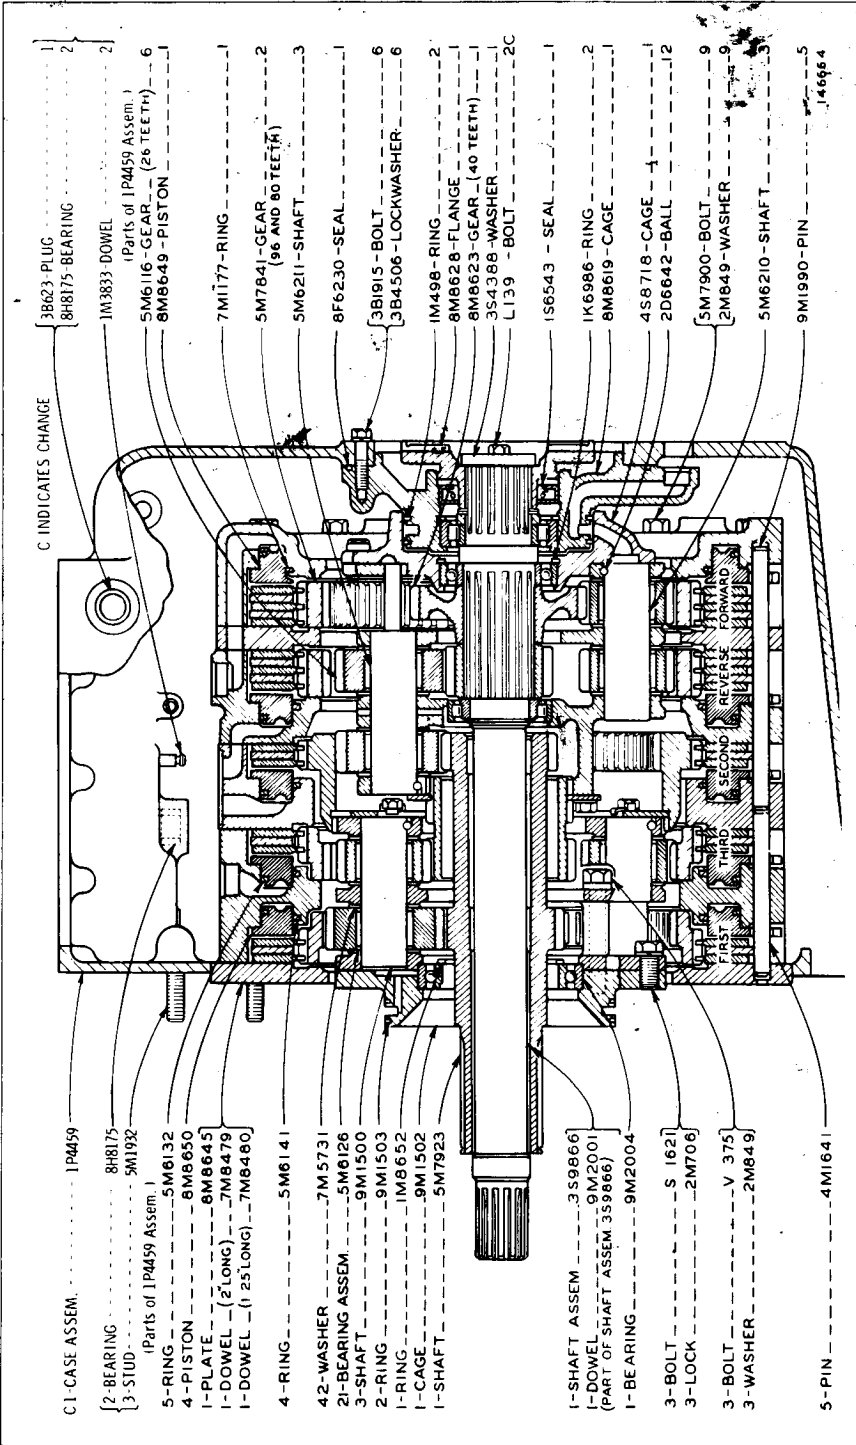 C INDICATES CHANGE
C1-CASE ASSEM. 1P4459
2-BEARING 8H8175
3-STUD 5M1932
(Parts of 1P4459 Assem.)
5-RING 5M6132
4-PISTON 8M8650
1-PLATE 8M8645
1-DOWEL (2"LONG) 7M8479
1-DOWEL (1 25"LONG) 7M8480
4-RING 5M6141
42-WASHER 7M5731
21-BEARING ASSEM 5M6126
3-SHAFT 9M1500
2-RING 9M1503
1-RING 1M8652
1-CAGE 9M1502
1-SHAFT 5M7923
1-SHAFT ASSEM 3S9866
1-DOWEL 9M2001
(PART OF SHAFT ASSEM. 3S9866)
1-BEARING 9M2004
3-BOLT S 1621
3-LOCK 2M706
3-BOLT V 375
3-WASHER 2M849
5-PIN 4M1641
FIRST THIRD SECOND REVERSE FORWARD
3B623-PLUG 1
8H8175-BEARING 2
1M3833-DOWEL 2
(Parts of 1P4459 Assem.)
5M6116-GEAR (26 TEETH) 6
8M8649-PISTON 1
7M1177-RING 1
5M7841-GEAR 2
(96 AND 80 TEETH)
5M6211-SHAFT 3
8F6230-SEAL 1
3B1915-BOLT 6
3B4506-LOCKWASHER 6
1M498-RING 2
8M8628-FLANGE 1
8M8623-GEAR (40 TEETH) 1
3S4388-WASHER 1
L139 -BOLT 2C
1S6543 -SEAL 1
1K6986-RING 2
8M8619-CAGE 1
4S8718-CAGE 1
2D6642-BALL 12
5M7900-BOLT 9
2M849-WASHER 9
5M6210-SHAFT 3
9M1990-PIN 5
146664